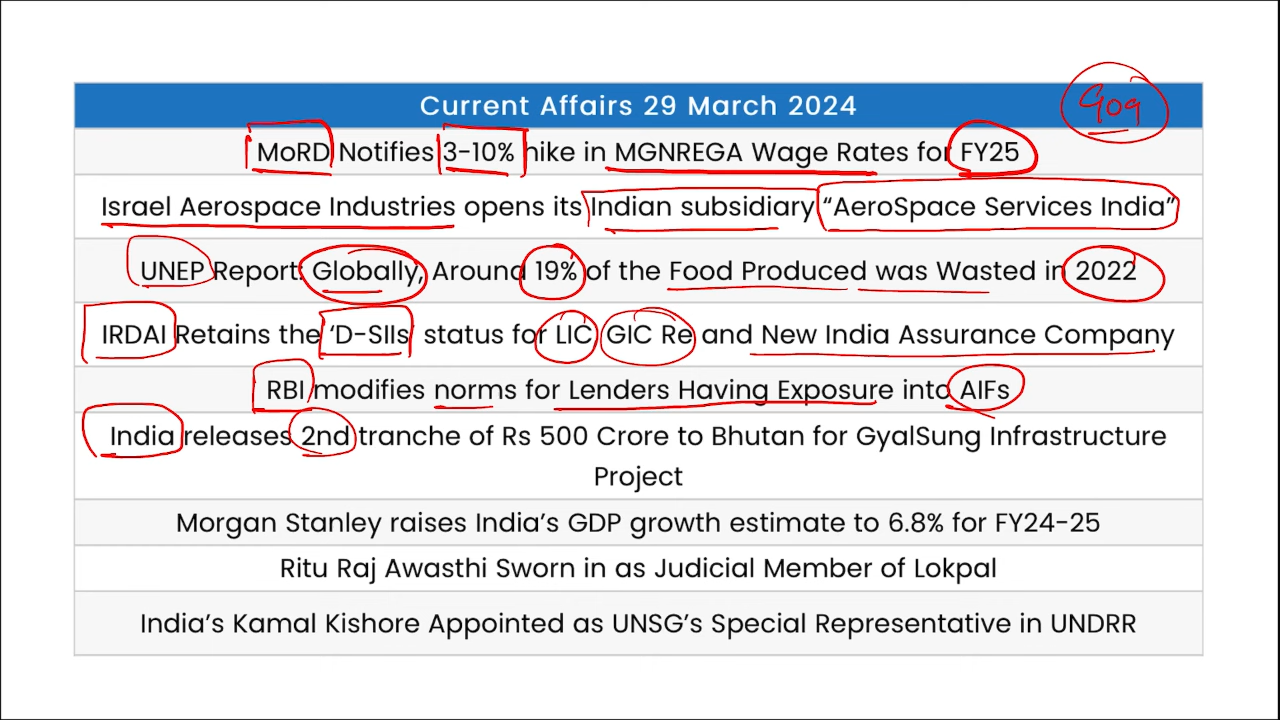 Current Affairs 29 March 2024
909
MoRD Notifies 3-10% hike in MGNREGA Wage Rates for FY25
Israel Aerospace Industries opens its Indian subsidiary “AeroSpace Services India”
UNEP Report: Globally, Around 19% of the Food Produced was Wasted in 2022
IRDAI Retains the ‘D-SIIs’ status for LIC, GIC Re and New India Assurance Company
RBI modifies norms for Lenders Having Exposure into AIFs
India releases 2nd tranche of Rs 500 Crore to Bhutan for GyalSung Infrastructure
Project
Morgan Stanley raises India’s GDP growth estimate to 6.8% for FY24-25
Ritu Raj Awasthi Sworn in as Judicial Member of Lokpal
India’s Kamal Kishore Appointed as UNSG’s Special Representative in UNDRR